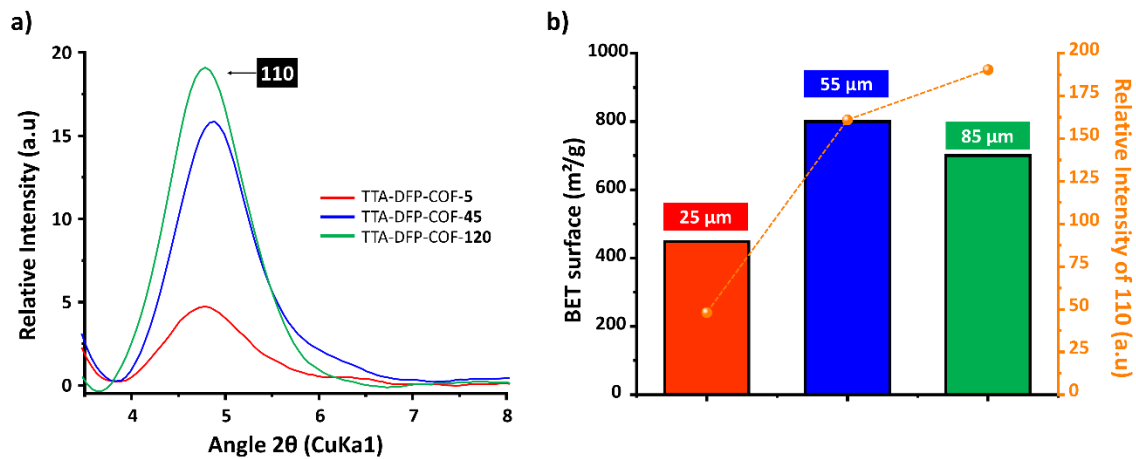 a)
20
15
10
5
0
Relative Intensity (a.u)
110
TTA-DFP-COF-5
TTA-DFP-COF-45
TTA-DFP-COF-120
4 5 6 7 8
Angle 2θ (CuKa1)
b)
1000
800
600
400
200
0
BET surface (m²/g)
25 µm
55 µm
85 µm
200
175
150
125
100
75
50
25
0
Relative Intensity of 110 (a.u)